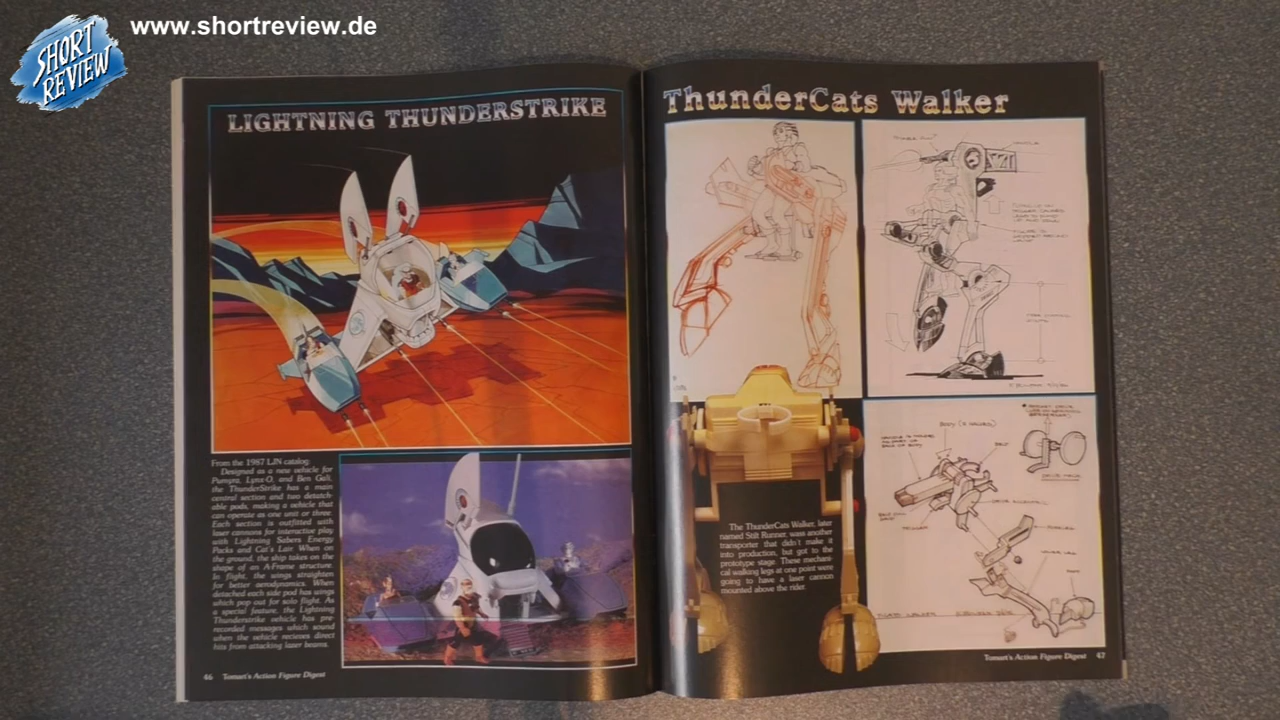 SHORT
REVIEW
www.shortreview.de
LIGHTNING THUNDERSTRIKE
From the 1987 LJN catalog:
Designed as a new vehicle for
Pumyra, Lynx-O, and Ben Gali,
the ThunderStrike has a main
central section and two detach-
able pods, making a vehicle that
can operate as one unit or three.
Each section is outfitted with
laser cannons for interactive play
with Lightning Sabers Energy
Packs and Cat's Lair. When on
the ground, the ship takes on the
shape of an A-Frame structure.
In flight, the wings straighten
for better aerodynamics. When
detached each side pod has wings
which pop out for solo flight. As
a special feature, the Lightning
Thunderstrike vehicle has pre-
recorded messages which sound
when the vehicle recieves direct
hits from attacking laser beams.
46 Tomart's Action Figure Digest
ThunderCats Walker
The ThunderCats Walker, later
named Stilt Runner, was another
transporter that didn't make it
into production, but got to the
prototype stage. These mechani-
cal walking legs at one point were
going to have a laser cannon
mounted above the rider.
Tomart's Action Figure Digest 47